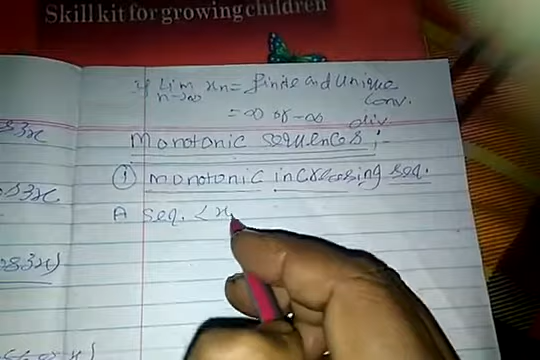 Skill kit for growing children
if Lim xn = finite and unique
n→∞ conv.
= ∞ or -∞ div.
Monotonic sequences :-
① monotonic increasing seq.
A seq. < x